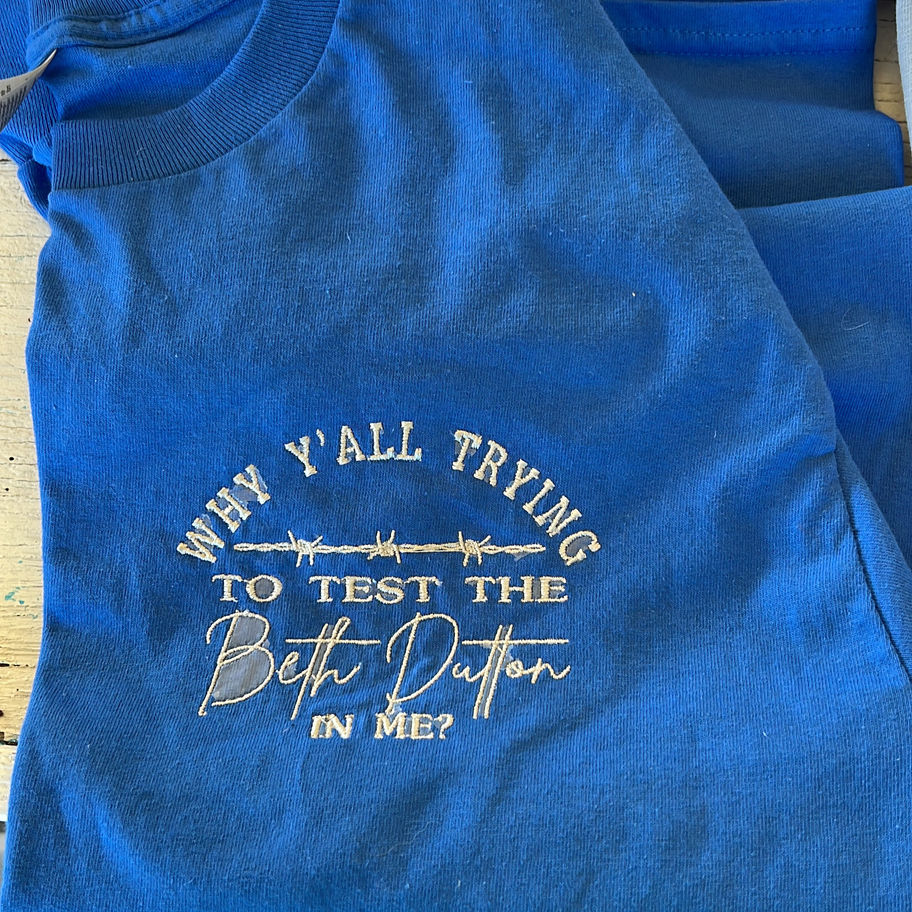 WHY Y'ALL TRYING
TO TEST THE
Beth Dutton
IN ME?